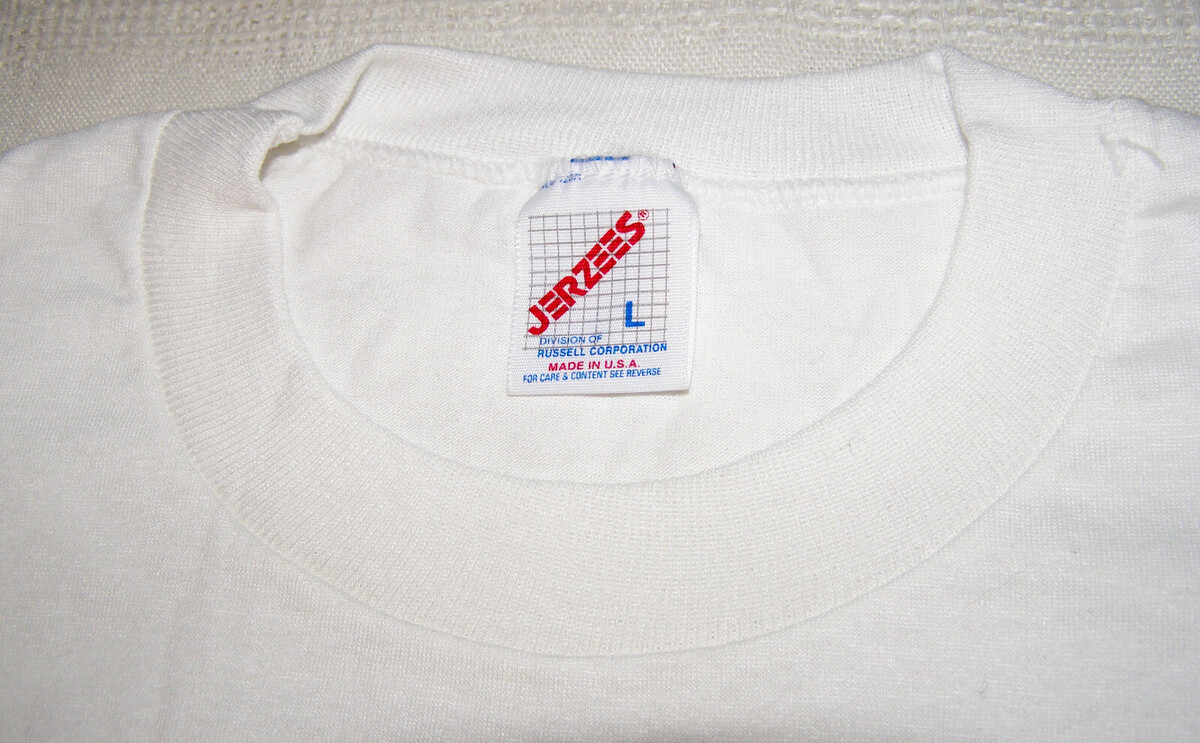 JERZEES®
L
DIVISION OF
RUSSELL CORPORATION
MADE IN U.S.A.
FOR CARE & CONTENT SEE REVERSE